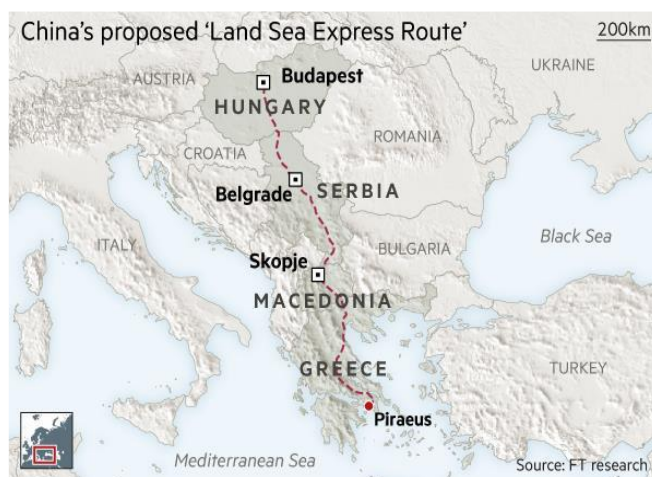 China's proposed ‘Land Sea Express Route’
200km
UKRAINE
AUSTRIA
Budapest
HUNGARY
ROMANIA
CROATIA
Belgrade
SERBIA
ITALY
BULGARIA
Black Sea
Skopje
MACEDONIA
GREECE
TURKEY
Piraeus
Mediterranean Sea
Source: FT research